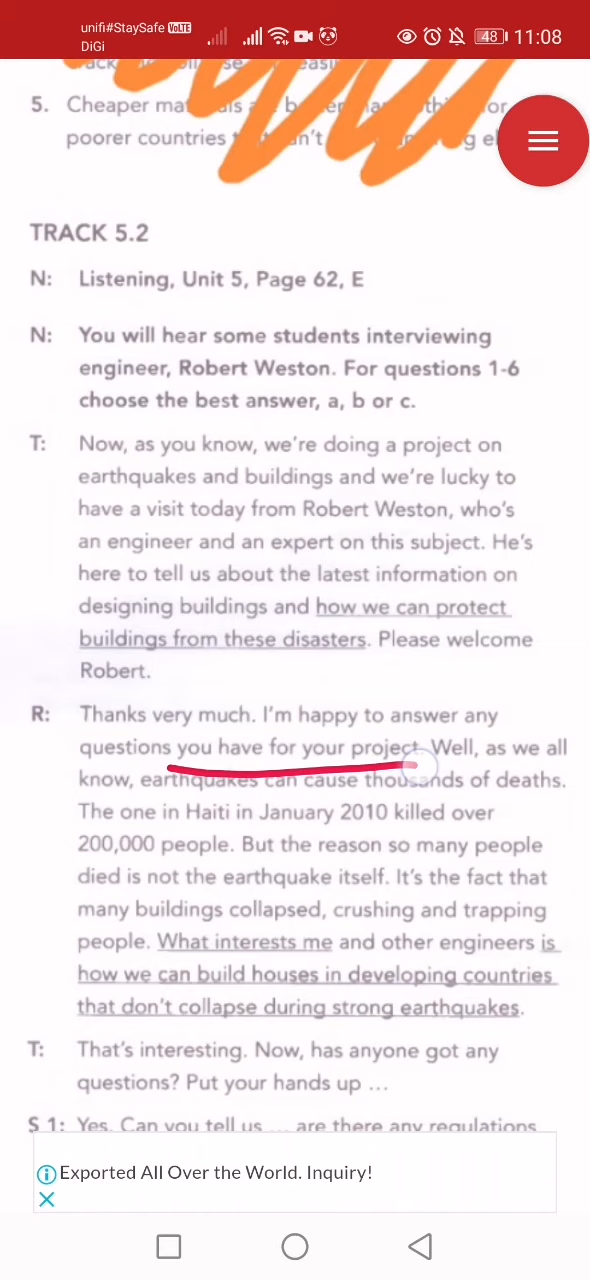 unifi#StaySafe VoLTE
DiGi
48 11:08
5. Cheaper
poorer countries
TRACK 5.2
N: Listening, Unit 5, Page 62, E
N: You will hear some students interviewing
engineer, Robert Weston. For questions 1-6
choose the best answer, a, b or c.
T: Now, as you know, we're doing a project on
earthquakes and buildings and we're lucky to
have a visit today from Robert Weston, who's
an engineer and an expert on this subject. He's
here to tell us about the latest information on
designing buildings and how we can protect
buildings from these disasters. Please welcome
Robert.
R: Thanks very much. I'm happy to answer any
questions you have for your project. Well, as we all
know, earthquakes can cause thousands of deaths.
The one in Haiti in January 2010 killed over
200,000 people. But the reason so many people
died is not the earthquake itself. It's the fact that
many buildings collapsed, crushing and trapping
people. What interests me and other engineers is
how we can build houses in developing countries
that don't collapse during strong earthquakes.
T: That's interesting. Now, has anyone got any
questions? Put your hands up ...
S 1: Yes. Can you tell us ... are there any regulations
Exported All Over the World. Inquiry!